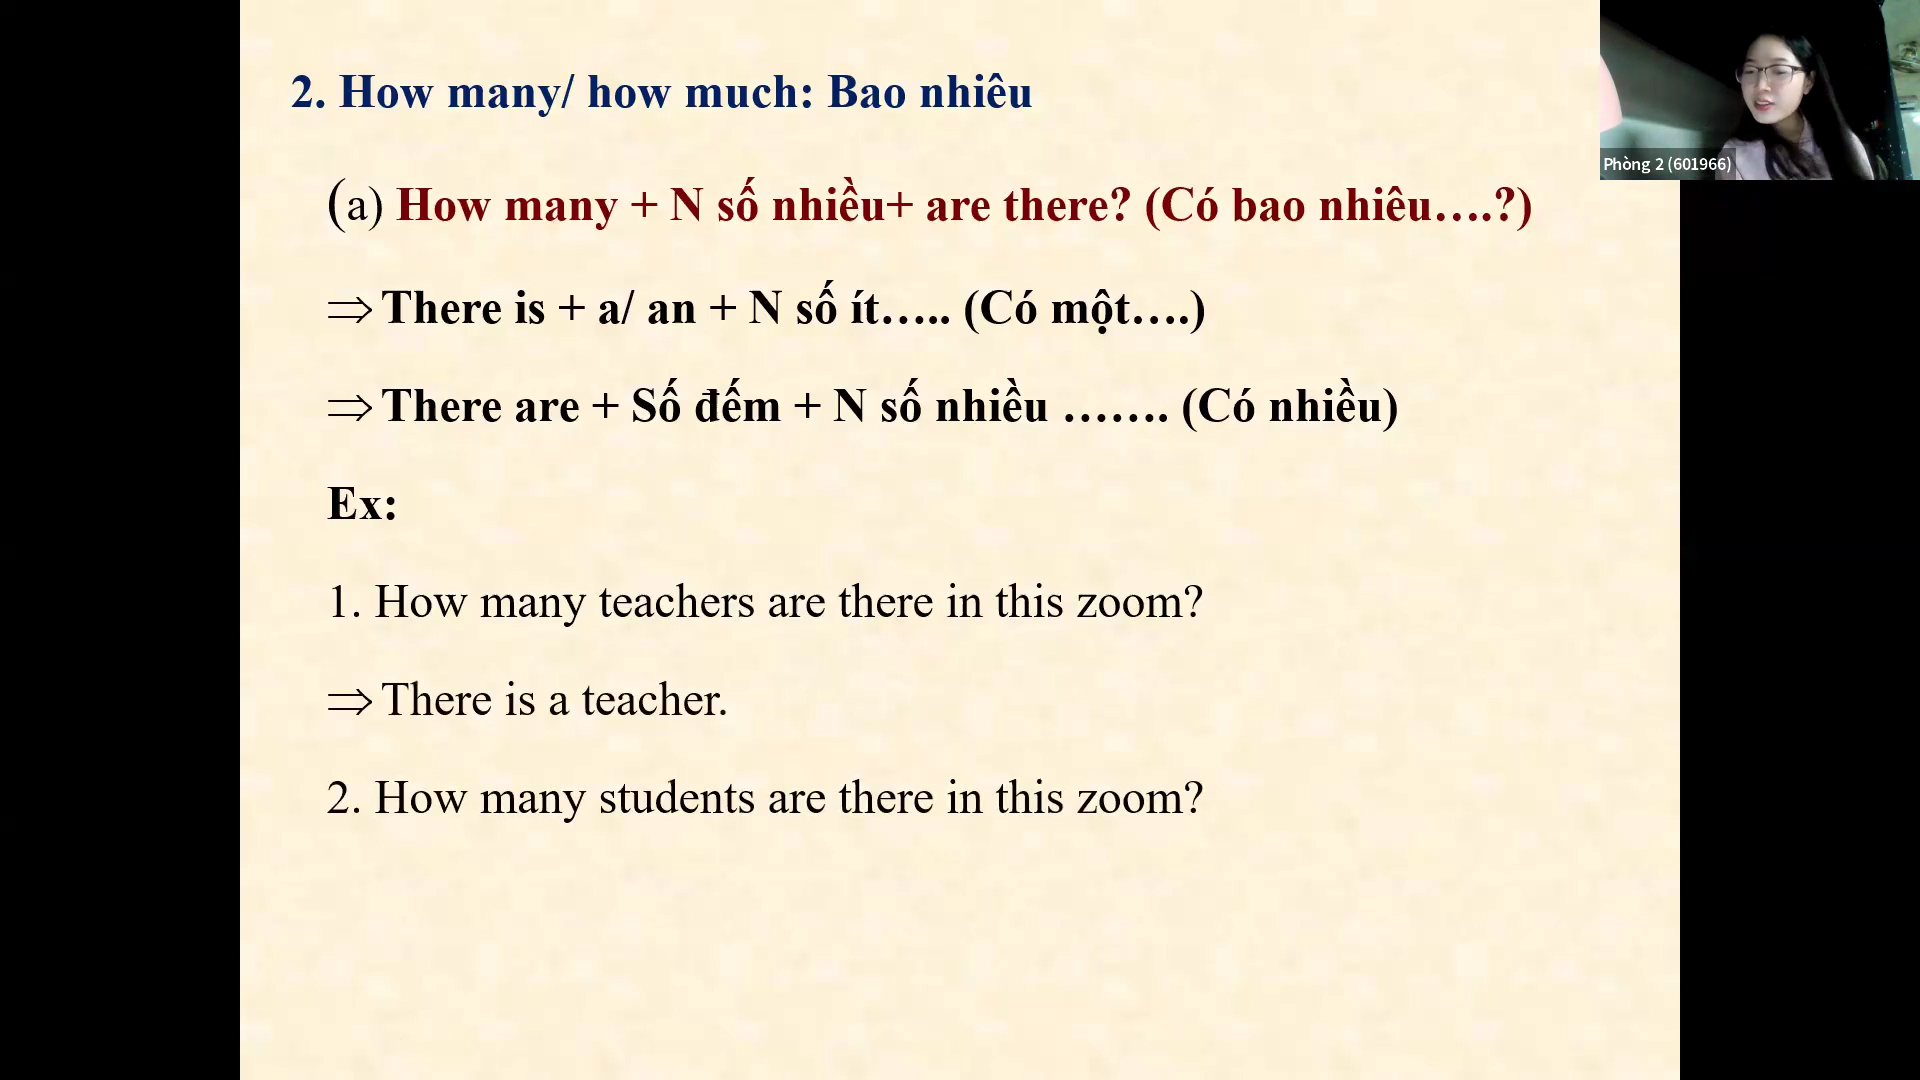 2. How many/ how much: Bao nhiêu
Phòng 2 (601966)
(a) How many + N số nhiều+ are there? (Có bao nhiêu….?)
⇒ There is + a/ an + N số ít….. (Có một….)
⇒ There are + Số đếm + N số nhiều ……. (Có nhiều)
Ex:
1. How many teachers are there in this zoom?
⇒ There is a teacher.
2. How many students are there in this zoom?